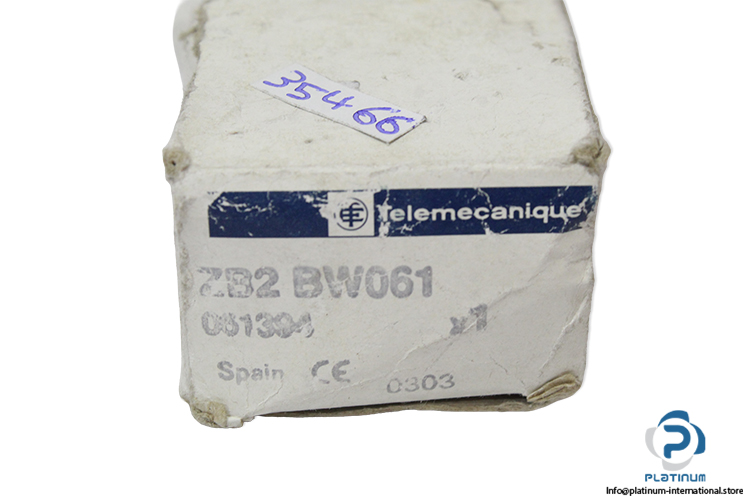 35466
Telemecanique
ZB2 BW061
061394
x1
Spain CE
0303
PLATINUM
Info@platinum-international.store